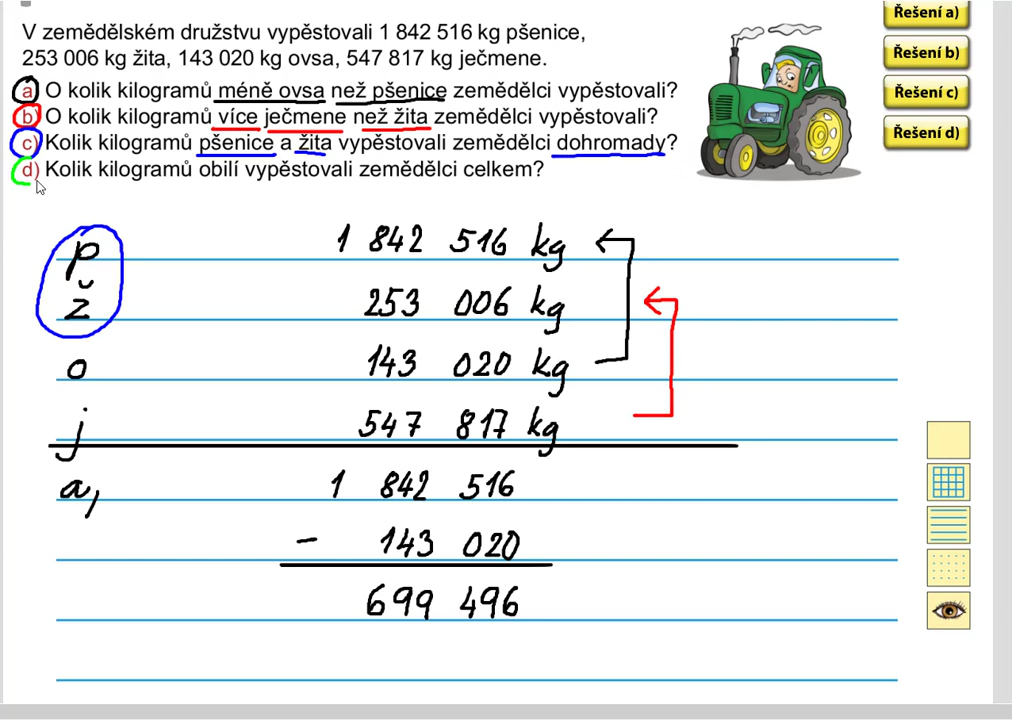 V zemědělském družstvu vypěstovali 1 842 516 kg pšenice,
253 006 kg žita, 143 020 kg ovsa, 547 817 kg ječmene.
a) O kolik kilogramů méně ovsa než pšenice zemědělci vypěstovali?
b) O kolik kilogramů více ječmene než žita zemědělci vypěstovali?
c) Kolik kilogramů pšenice a žita vypěstovali zemědělci dohromady?
d) Kolik kilogramů obilí vypěstovali zemědělci celkem?
Řešení a)
Řešení b)
Řešení c)
Řešení d)
p 1 842 516 kg
ž 253 006 kg
o 143 020 kg
j 547 817 kg
a, 1 842 516
- 143 020
699 496